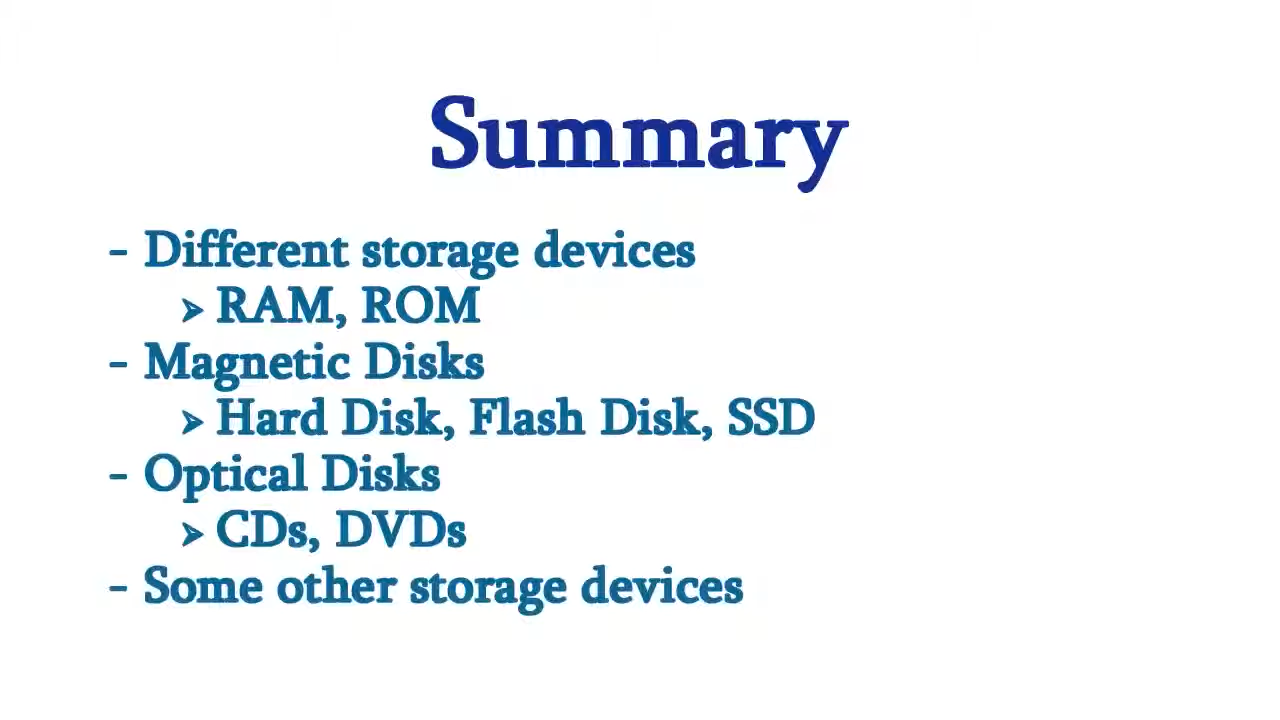 Summary
- Different storage devices
➢ RAM, ROM
- Magnetic Disks
➢ Hard Disk, Flash Disk, SSD
- Optical Disks
➢ CDs, DVDs
- Some other storage devices